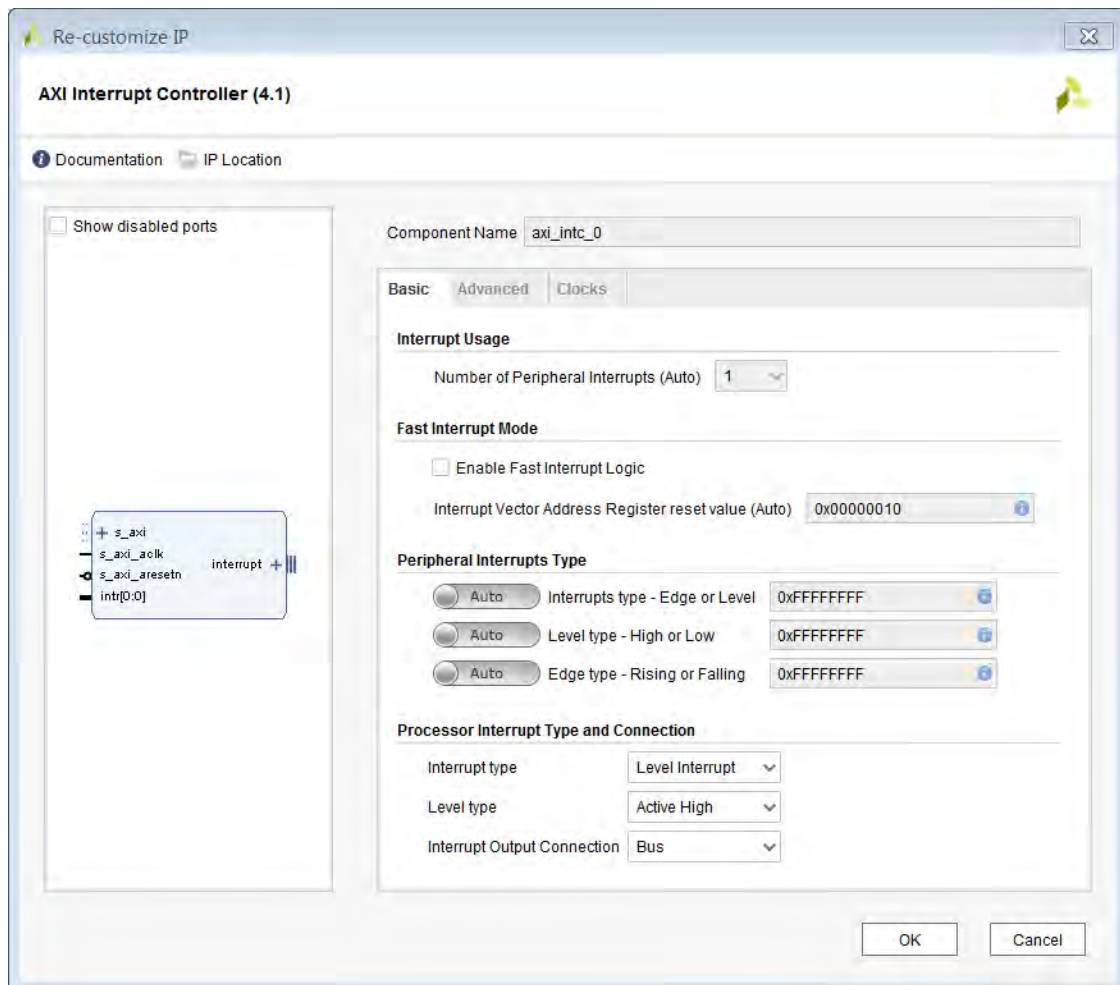 Re-customize IP
AXI Interrupt Controller (4.1)
Documentation IP Location
Show disabled ports
s_axi
s_axi_aclk
s_axi_aresetn
intr[0:0]
interrupt
Component Name axi_intc_0
Basic Advanced Clocks
Interrupt Usage
Number of Peripheral Interrupts (Auto) 1
Fast Interrupt Mode
Enable Fast Interrupt Logic
Interrupt Vector Address Register reset value (Auto) 0x00000010
Peripheral Interrupts Type
Auto Interrupts type - Edge or Level 0xFFFFFFFF
Auto Level type - High or Low 0xFFFFFFFF
Auto Edge type - Rising or Falling 0xFFFFFFFF
Processor Interrupt Type and Connection
Interrupt type Level Interrupt
Level type Active High
Interrupt Output Connection Bus
OK Cancel